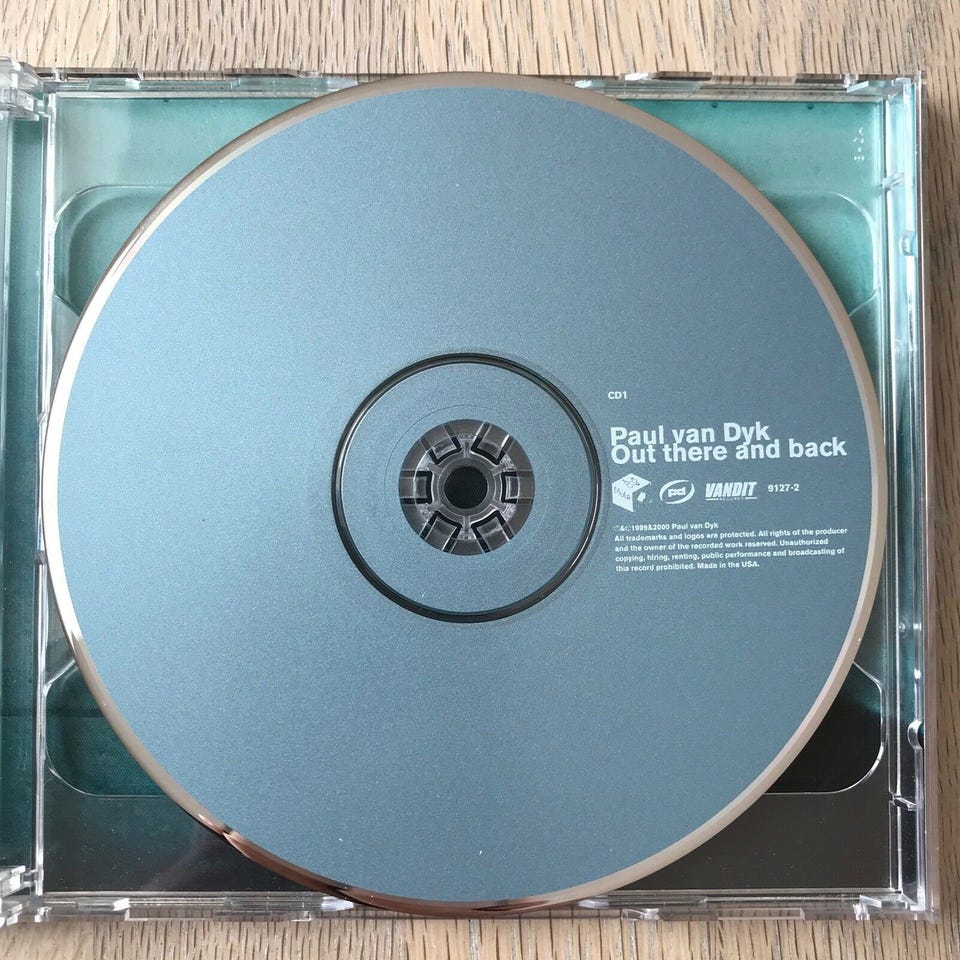 CD1
Paul van Dyk
Out there and back
pd VANDIT 9127-2
℗&©1999&2000 Paul van Dyk
All trademarks and logos are protected. All rights of the producer
and the owner of the recorded work reserved. Unauthorized
copying, hiring, renting, public performance and broadcasting of
this record prohibited. Made in the USA.